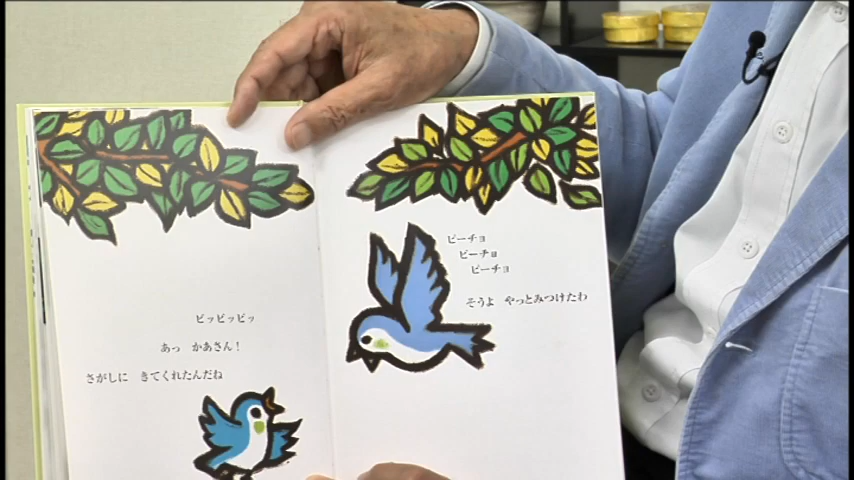 ピッピッピッ
あっ　かあさん！
さがしに　きてくれたんだね
ピーチョ
ピーチョ
ピーチョ
そうよ　やっとみつけたわ